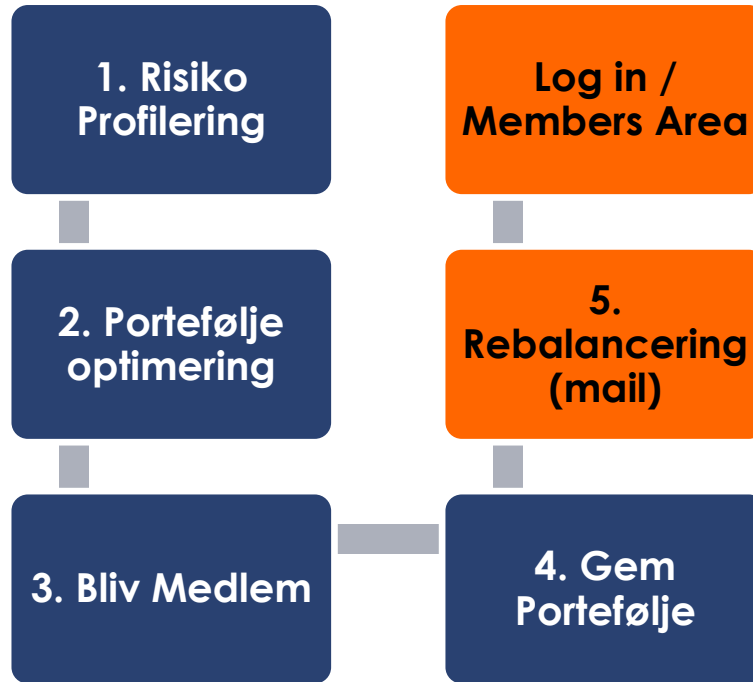 1. Risiko
Profilering
2. Portefølje
optimering
3. Bliv Medlem
4. Gem
Portefølje
5.
Rebalancering
(mail)
Log in /
Members Area